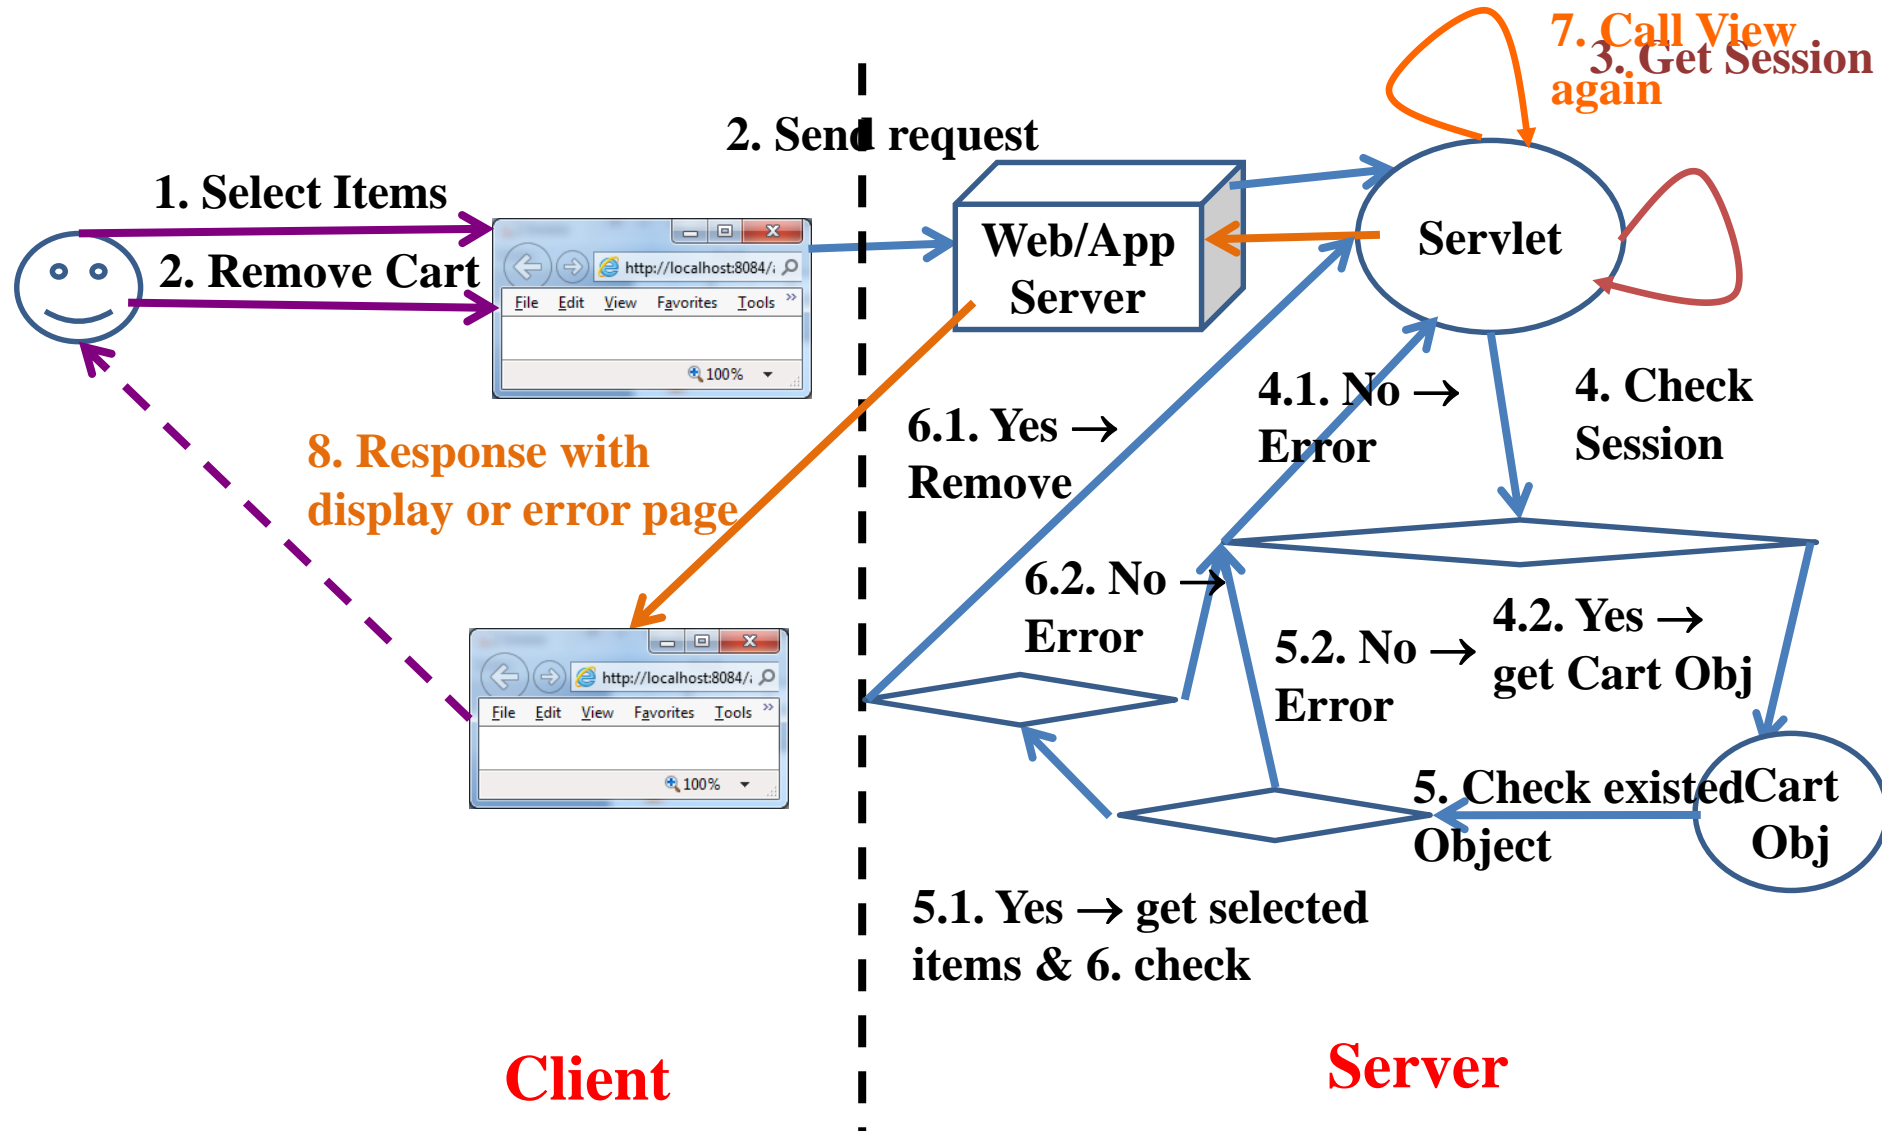 7. Call View
again
3. Get Session
2. Send request
1. Select Items
2. Remove Cart
http://localhost:8084/
File Edit View Favorites Tools »
100%
Web/App
Server
Servlet
4.1. No →
Error
4. Check
Session
6.1. Yes →
Remove
8. Response with
display or error page
6.2. No →
Error
4.2. Yes →
get Cart Obj
5.2. No →
Error
http://localhost:8084/
File Edit View Favorites Tools »
100%
5. Check existed
Object
Cart
Obj
5.1. Yes → get selected
items & 6. check
Client
Server